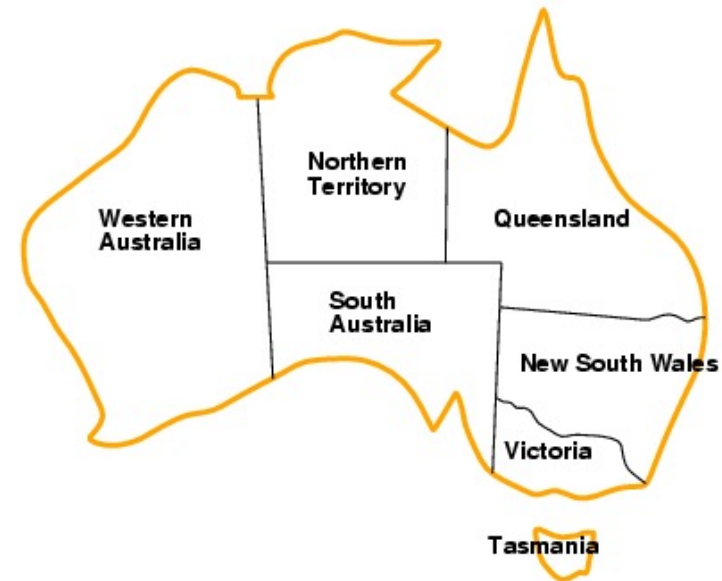 Northern
Territory
Western
Australia
Queensland
South
Australia
New South Wales
Victoria
Tasmania